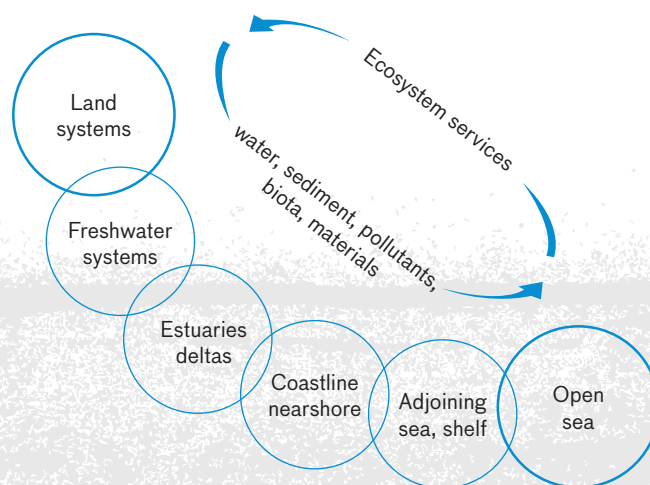 Ecosystem services
water, sediment, pollutants,
biota, materials
Land
systems
Freshwater
systems
Estuaries
deltas
Coastline
nearshore
Adjoining
sea, shelf
Open
sea